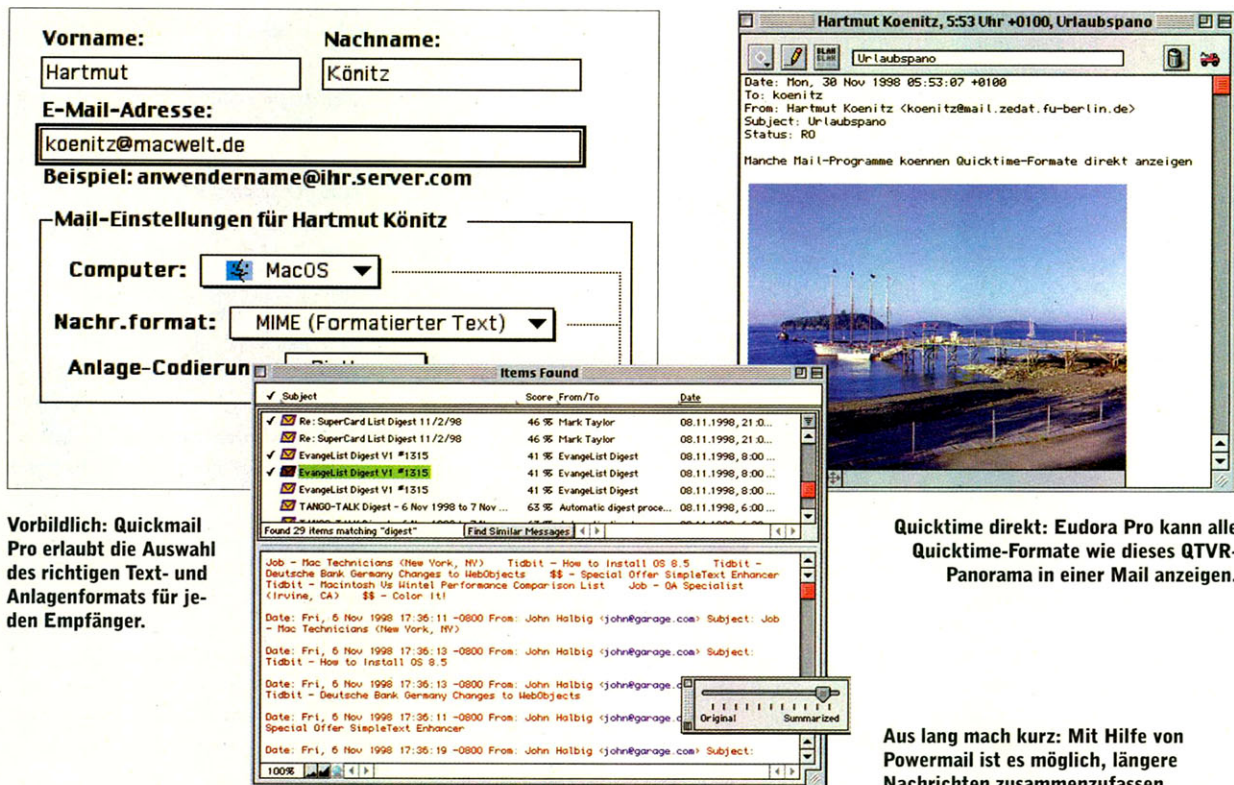 Vorname:
Nachname:
Hartmut
Könitz
E-Mail-Adresse:
koenitz@macwelt.de
Beispiel: anwendername@ihr.server.com
Mail-Einstellungen für Hartmut Könitz
Computer: MacOS
Nachr.format: MIME (Formatierter Text)
Anlage-Codierun
Hartmut Koenitz, 5:53 Uhr +0100, Urlaubspano
BLAH
BLAH
Urlaubspano
Date: Mon, 30 Nov 1998 05:53:07 +0100
To: koenitz
From: Hartmut Koenitz <koenitz@mail.zedat.fu-berlin.de>
Subject: Urlaubspano
Status: RO
Manche Mail-Programme koennen Quicktime-Formate direkt anzeigen
Items Found
Subject Score From/To Date
Re: SuperCard List Digest 11/2/98 46 % Mark Taylor 08.11.1998, 21:0...
Re: SuperCard List Digest 11/2/98 46 % Mark Taylor 08.11.1998, 21:0...
EvangeList Digest V1 #1315 41 % EvangeList Digest 08.11.1998, 8:00 ...
EvangeList Digest V1 #1315 41 % EvangeList Digest 08.11.1998, 8:00 ...
EvangeList Digest V1 #1315 41 % EvangeList Digest 08.11.1998, 8:00 ...
TANGO-TALK Digest - 6 Nov 1998 to 7 Nov ... 63 % Automatic digest proce... 08.11.1998, 6:00 ...
Found 29 items matching "digest" Find Similar Messages
Job - Mac Technicians (New York, NY) Tidbit - How to Install OS 8.5 Tidbit -
Deutsche Bank Germany Changes to WebObjects $$ - Special Offer SimpleText Enhancer
Tidbit - Macintosh Vs Wintel Performance Comparison List Job - QA Specialist
(Irvine, CA) $$ - Color It!
Date: Fri, 6 Nov 1998 17:36:11 -0800 From: John Halbig <john@garage.com> Subject: Job
- Mac Technicians (New York, NY)
Date: Fri, 6 Nov 1998 17:36:13 -0800 From: John Halbig <john@garage.com> Subject:
Tidbit - How to Install OS 8.5
Date: Fri, 6 Nov 1998 17:36:13 -0800 From: John Halbig <john@garage.c
Tidbit - Deutsche Bank Germany Changes to WebObjects
Date: Fri, 6 Nov 1998 17:36:11 -0800 From: John Halbig <john@garage.
Special Offer SimpleText Enhancer
Date: Fri, 6 Nov 1998 17:36:19 -0800 From: John Halbig <john@garage.com> Subject:
100%
Original Summarized
Vorbildlich: Quickmail
Pro erlaubt die Auswahl
des richtigen Text- und
Anlagenformats für je-
den Empfänger.
Quicktime direkt: Eudora Pro kann alle
Quicktime-Formate wie dieses QTVR-
Panorama in einer Mail anzeigen.
Aus lang mach kurz: Mit Hilfe von
Powermail ist es möglich, längere
Nachrichten zusammenzufassen